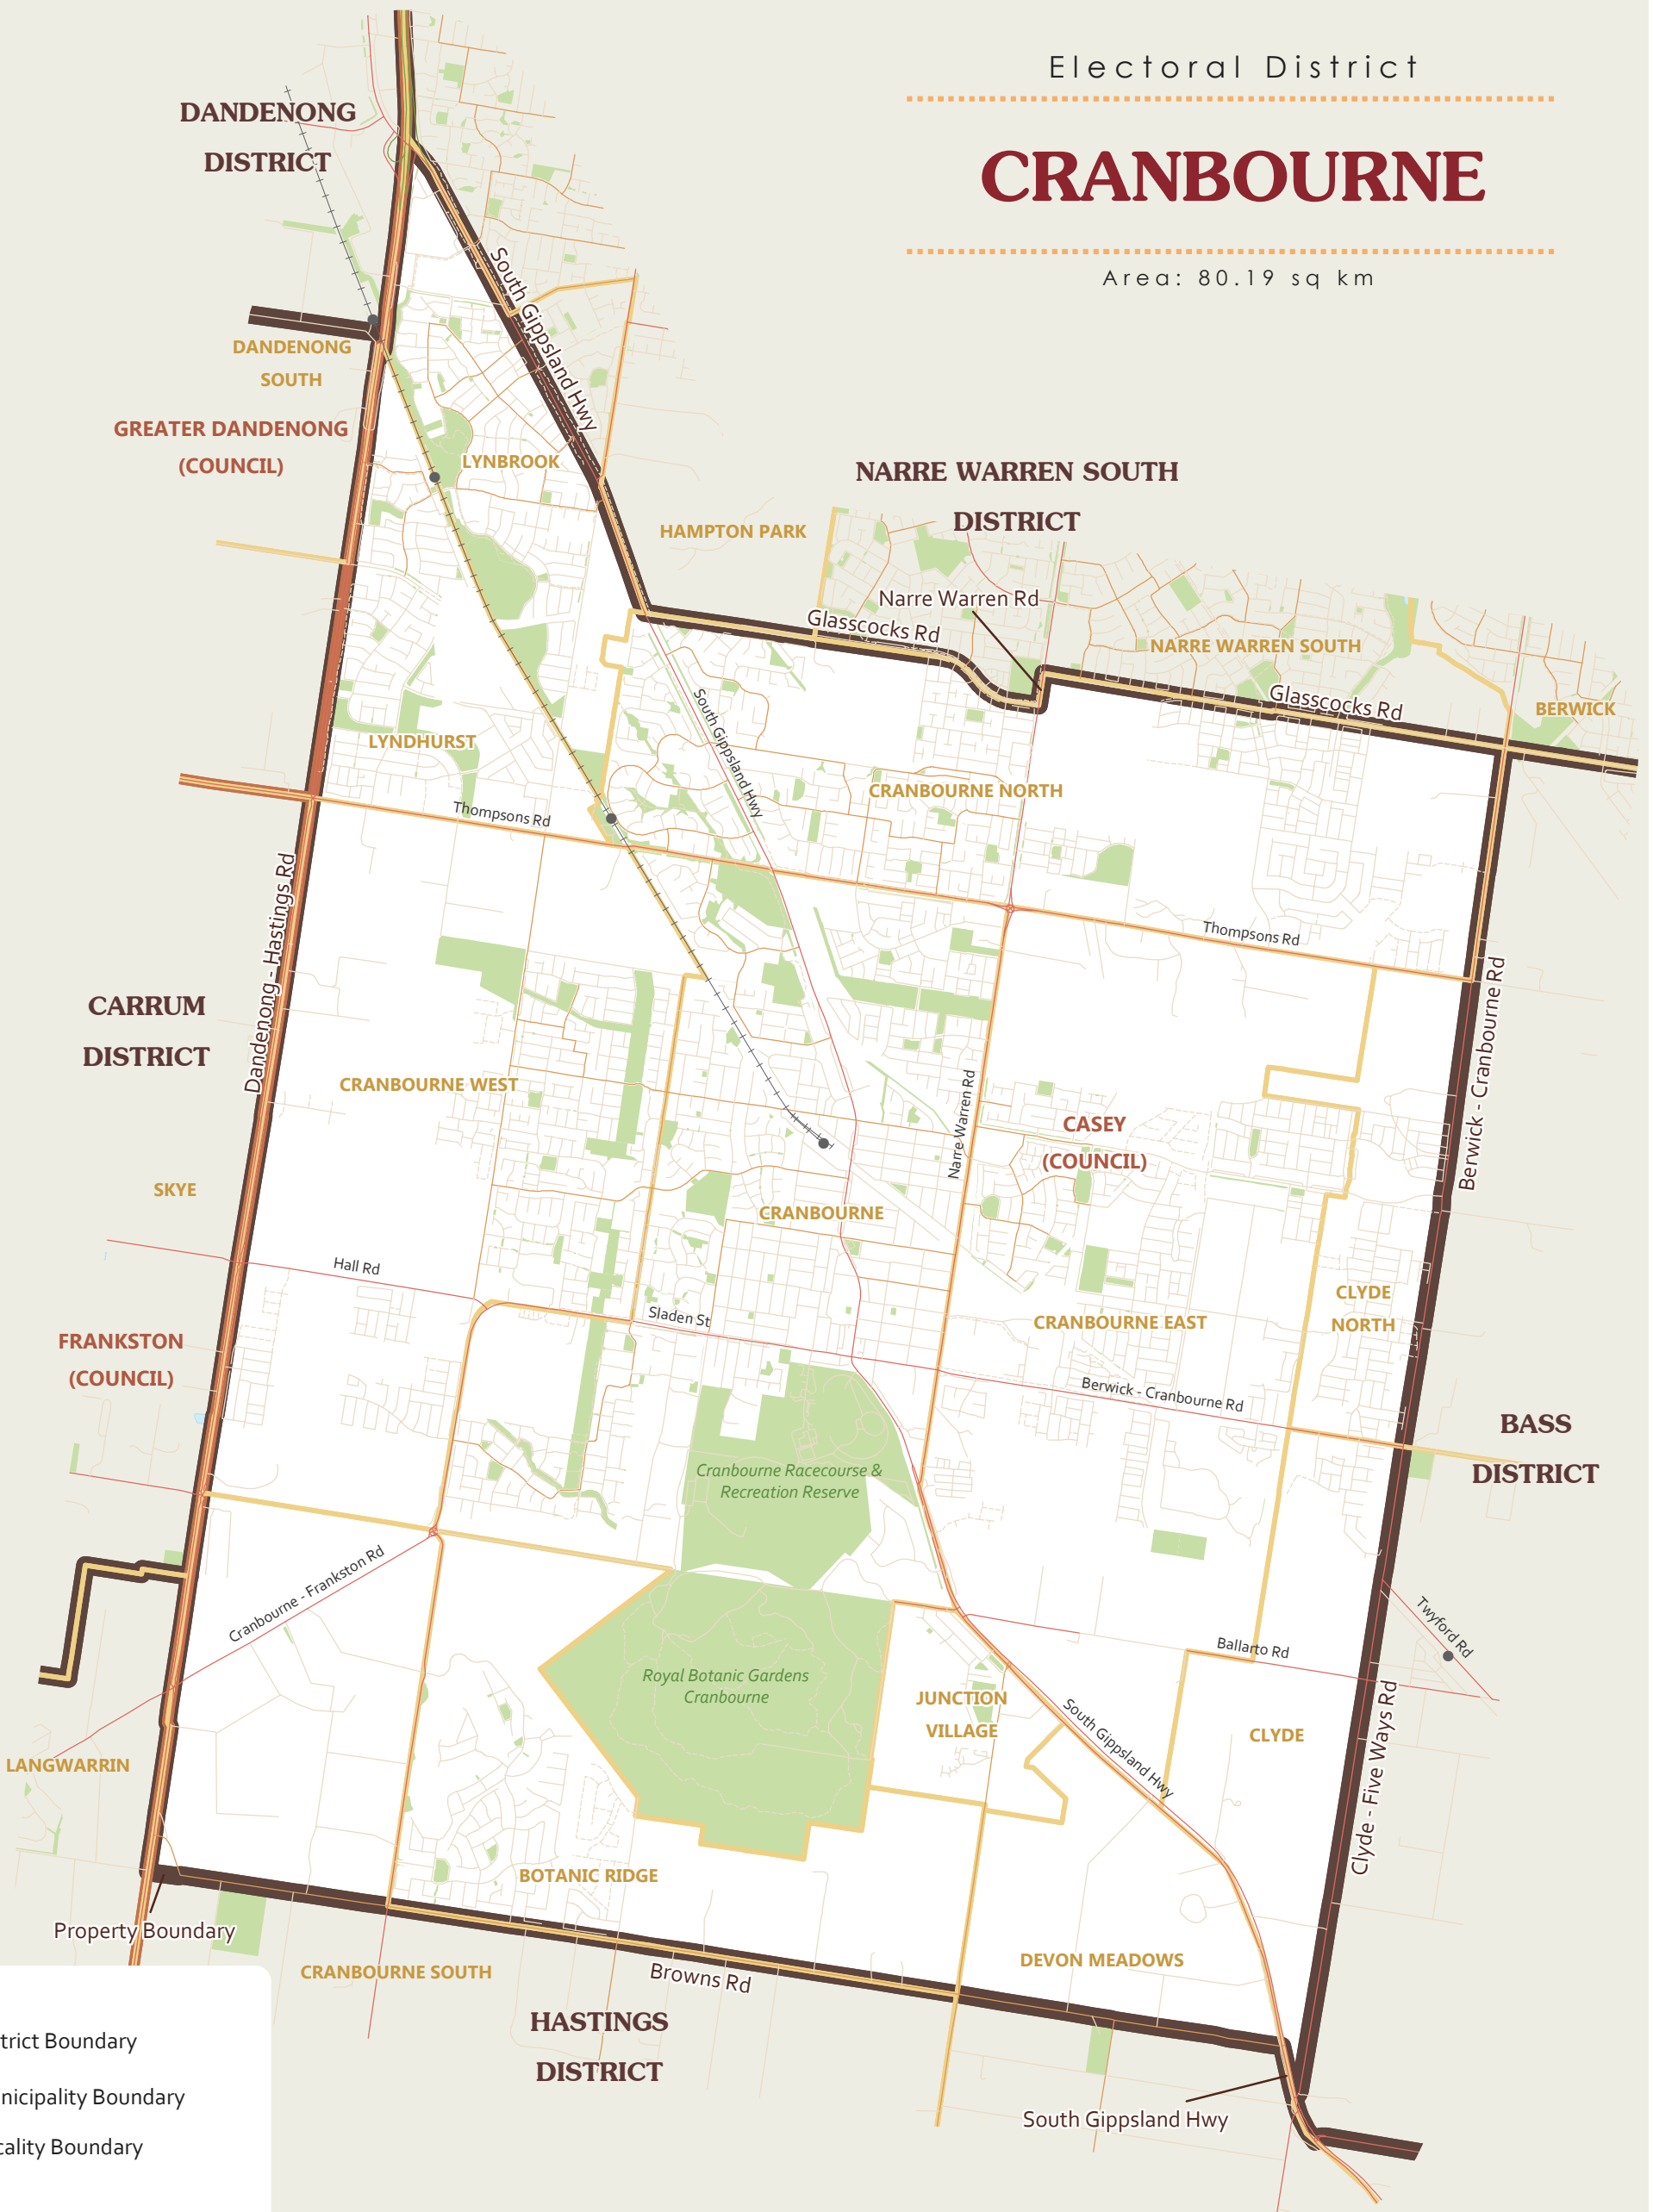 Electoral District
CRANBOURNE
Area: 80.19 sq km
DANDENONG
DISTRICT
South Gippsland Hwy
DANDENONG
SOUTH
GREATER DANDENONG
(COUNCIL)
LYNBROOK
NARRE WARREN SOUTH
DISTRICT
HAMPTON PARK
Narre Warren Rd
Glasscocks Rd
NARRE WARREN SOUTH
Glasscocks Rd
BERWICK
South Gippsland Hwy
LYNDHURST
CRANBOURNE NORTH
Thompsons Rd
Dandenong - Hastings Rd
Thompsons Rd
CARRUM
DISTRICT
Berwick - Cranbourne Rd
CRANBOURNE WEST
Narre Warren Rd
CASEY
(COUNCIL)
SKYE
CRANBOURNE
Hall Rd
CLYDE
NORTH
Sladen St
CRANBOURNE EAST
FRANKSTON
(COUNCIL)
Berwick - Cranbourne Rd
BASS
DISTRICT
Cranbourne Racecourse &
Recreation Reserve
Cranbourne - Frankston Rd
Twyford Rd
Ballarto Rd
Royal Botanic Gardens
Cranbourne
JUNCTION
VILLAGE
South Gippsland Hwy
CLYDE
LANGWARRIN
Clyde - Five Ways Rd
BOTANIC RIDGE
Property Boundary
DEVON MEADOWS
CRANBOURNE SOUTH
Browns Rd
HASTINGS
DISTRICT
trict Boundary
nicipality Boundary
South Gippsland Hwy
cality Boundary